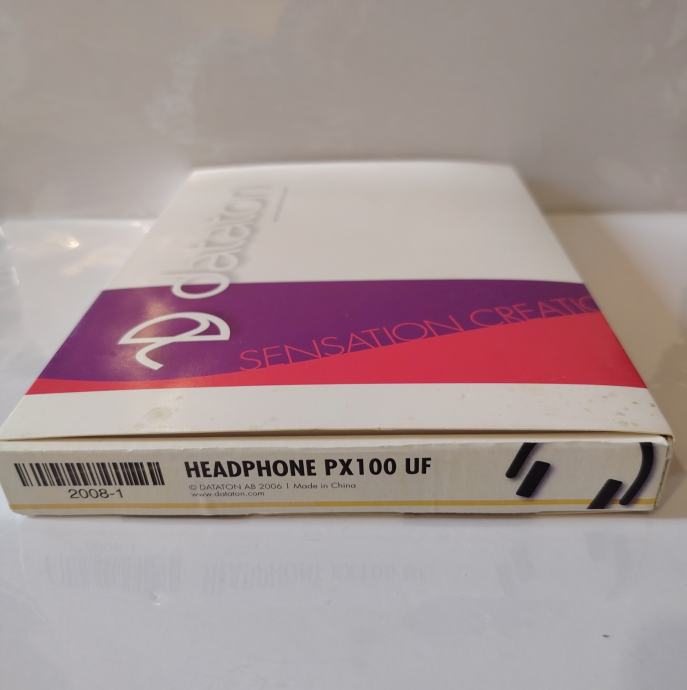 dataton
SENSATION CREATIO
2008-1
HEADPHONE PX100 UF
© DATATON AB 2006 | Made in China
www.dataton.com